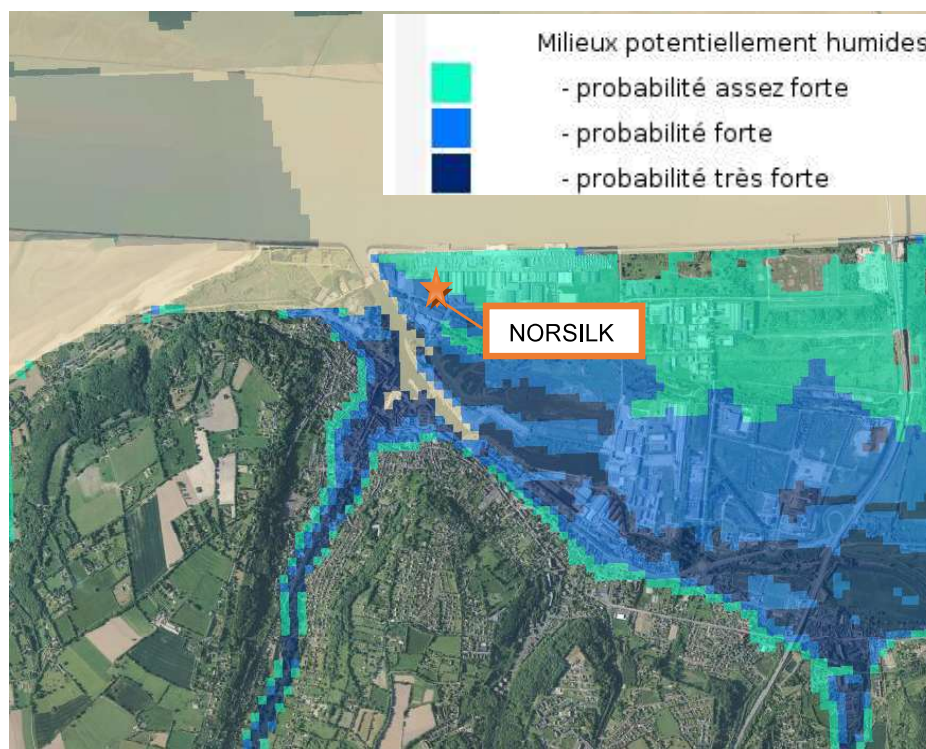 Milieux potentiellement humides
- probabilité assez forte
- probabilité forte
- probabilité très forte
NORSILK